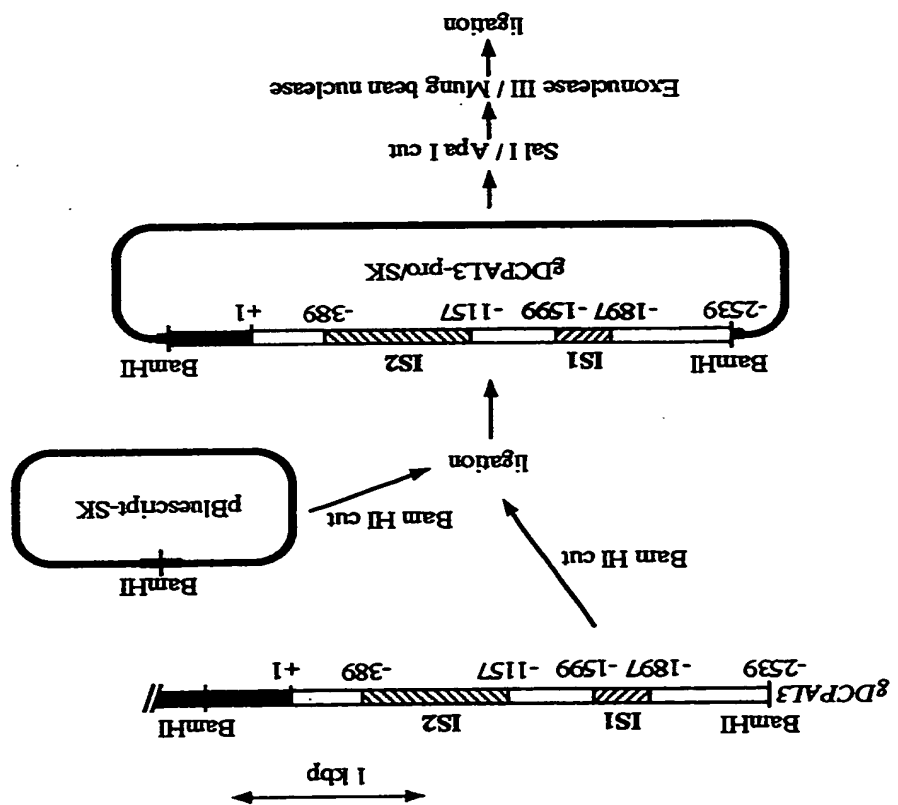 1 kbp
BamHI IS1 IS2 BamHI
gDCPAL3
-2539 -1897 -1599 -1157 -389 +1
Bam HI cut
BamHI
pBluescript-SK
Bam HI cut
ligation
BamHI IS1 IS2 BamHI
-2539 -1897 -1599 -1157 -389 +1
gDCPAL3-pro/SK
Sal I / Apa I cut
Exonuclease III / Mung bean nuclease
ligation